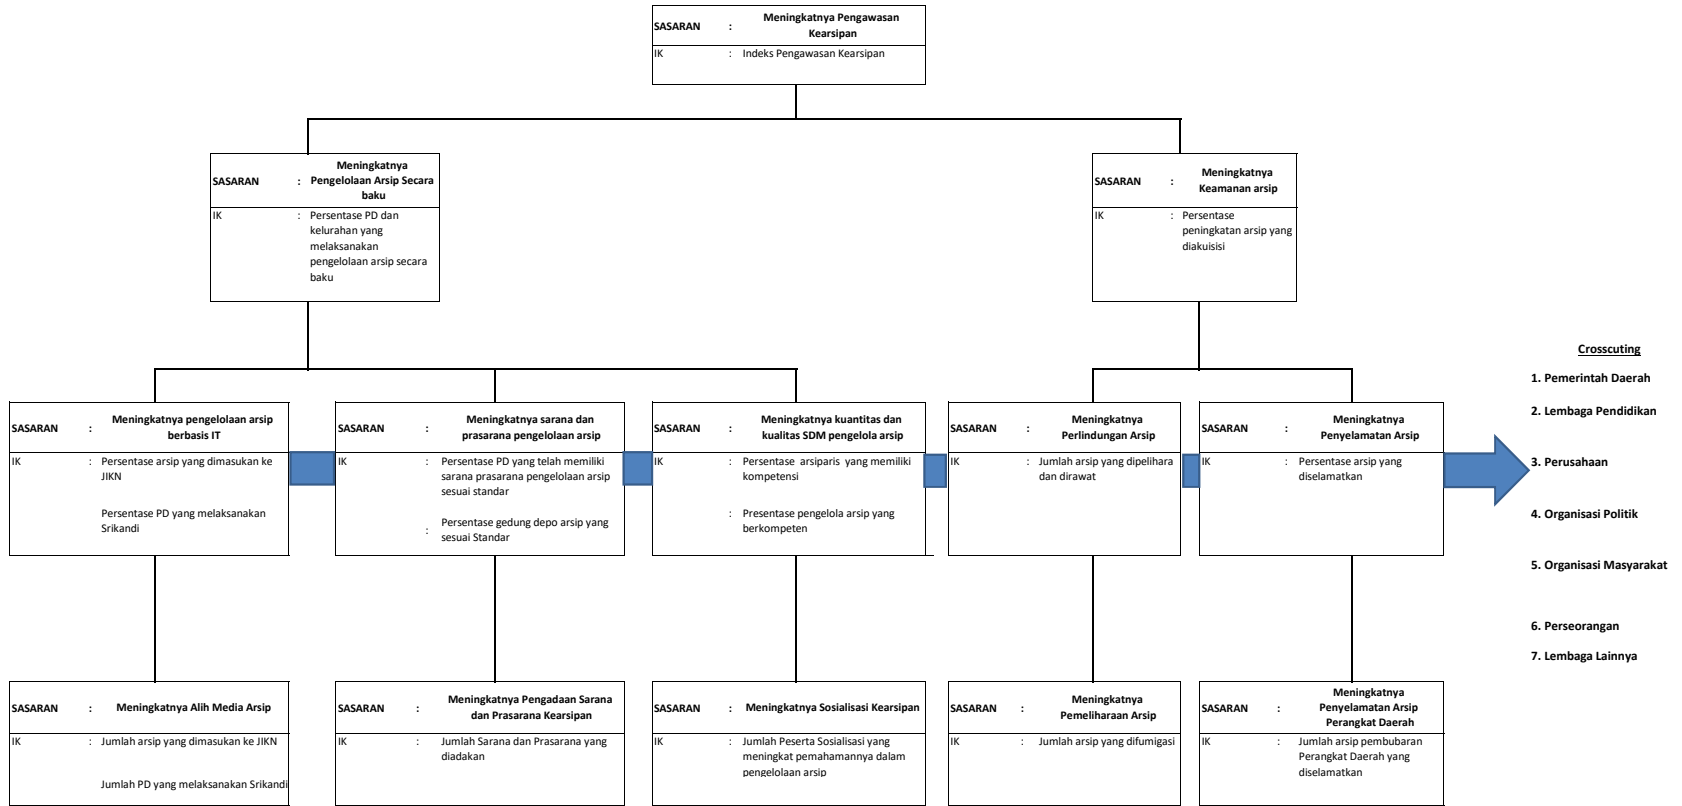 SASARAN : Meningkatnya Pengawasan
Kearsipan
IK : Indeks Pengawasan Kearsipan
SASARAN : Meningkatnya
Pengelolaan Arsip Secara
baku
IK : Persentase PD dan
kelurahan yang
melaksanakan
pengelolaan arsip secara
baku
SASARAN : Meningkatnya
Keamanan arsip
IK : Persentase
peningkatan arsip yang
diakuisisi
SASARAN : Meningkatnya pengelolaan arsip
berbasis IT
IK : Persentase arsip yang dimasukan ke
JIKN
Persentase PD yang melaksanakan
Srikandi
SASARAN : Meningkatnya sarana dan
prasarana pengelolaan arsip
IK : Persentase PD yang telah memiliki
sarana prasarana pengelolaan arsip
sesuai standar
: Persentase gedung depo arsip yang
sesuai Standar
SASARAN : Meningkatnya kuantitas dan
kualitas SDM pengelola arsip
IK : Persentase arsiparis yang memiliki
kompetensi
: Presentase pengelola arsip yang
berkompeten
SASARAN : Meningkatnya
Perlindungan Arsip
IK : Jumlah arsip yang dipelihara
dan dirawat
SASARAN : Meningkatnya
Penyelamatan Arsip
IK : Persentase arsip yang
diselamatkan
Crosscuting
1. Pemerintah Daerah
2. Lembaga Pendidikan
3. Perusahaan
4. Organisasi Politik
5. Organisasi Masyarakat
6. Perseorangan
7. Lembaga Lainnya
SASARAN : Meningkatnya Alih Media Arsip
IK : Jumlah arsip yang dimasukan ke JIKN
Jumlah PD yang melaksanakan Srikandi
SASARAN : Meningkatnya Pengadaan Sarana
dan Prasarana Kearsipan
IK : Jumlah Sarana dan Prasarana yang
diadakan
SASARAN : Meningkatnya Sosialisasi Kearsipan
IK : Jumlah Peserta Sosialisasi yang
meningkat pemahamannya dalam
pengelolaan arsip
SASARAN : Meningkatnya
Pemeliharaan Arsip
IK : Jumlah arsip yang difumigasi
SASARAN : Meningkatnya
Penyelamatan Arsip
Perangkat Daerah
IK : Jumlah arsip pembubaran
Perangkat Daerah yang
diselamatkan